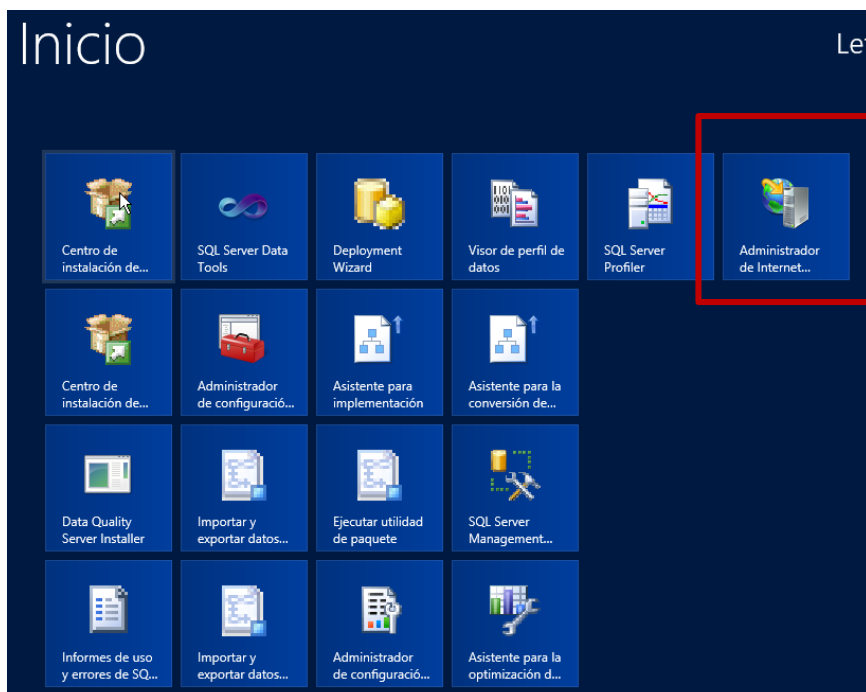 Inicio
Le
Centro de
instalación de...
SQL Server Data
Tools
Deployment
Wizard
Visor de perfil de
datos
SQL Server
Profiler
Administrador
de Internet...
Centro de
instalación de...
Administrador
de configuració...
Asistente para
implementación
Asistente para la
conversión de...
Data Quality
Server Installer
Importar y
exportar datos...
Ejecutar utilidad
de paquete
SQL Server
Management...
Informes de uso
y errores de SQ...
Importar y
exportar datos...
Administrador
de configuració...
Asistente para la
optimización d...